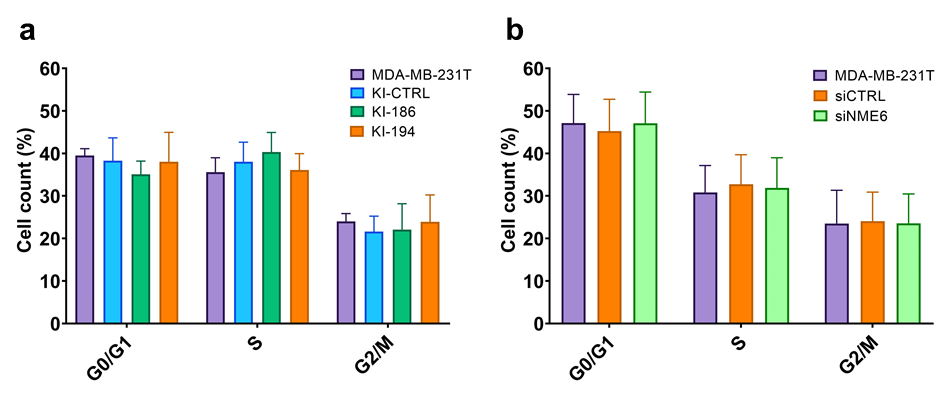 a
Cell count (%)
60
50
40
30
20
10
0
G0/G1
S
G2/M
MDA-MB-231T
KI-CTRL
KI-186
KI-194
b
Cell count (%)
60
50
40
30
20
10
0
G0/G1
S
G2/M
MDA-MB-231T
siCTRL
siNME6